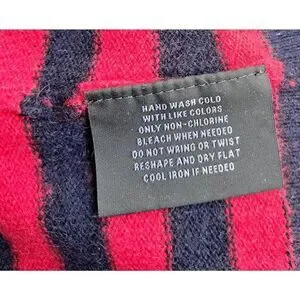 HAND WASH COLD
WITH LIKE COLORS
ONLY NON-CHLORINE
BLEACH WHEN NEEDED
DO NOT WRING OR TWIST
RESHAPE AND DRY FLAT
COOL IRON IF NEEDED